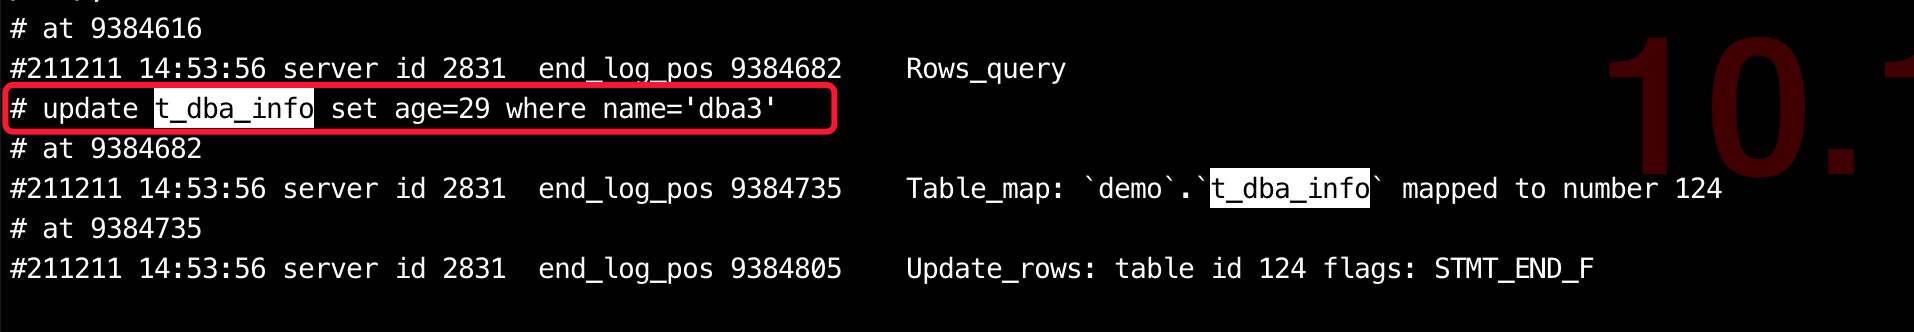 # at 9384616
#211211 14:53:56 server id 2831  end_log_pos 9384682    Rows_query
# update t_dba_info set age=29 where name='dba3'
# at 9384682
#211211 14:53:56 server id 2831  end_log_pos 9384735    Table_map: `demo`.`t_dba_info` mapped to number 124
# at 9384735
#211211 14:53:56 server id 2831  end_log_pos 9384805    Update_rows: table id 124 flags: STMT_END_F
10.1